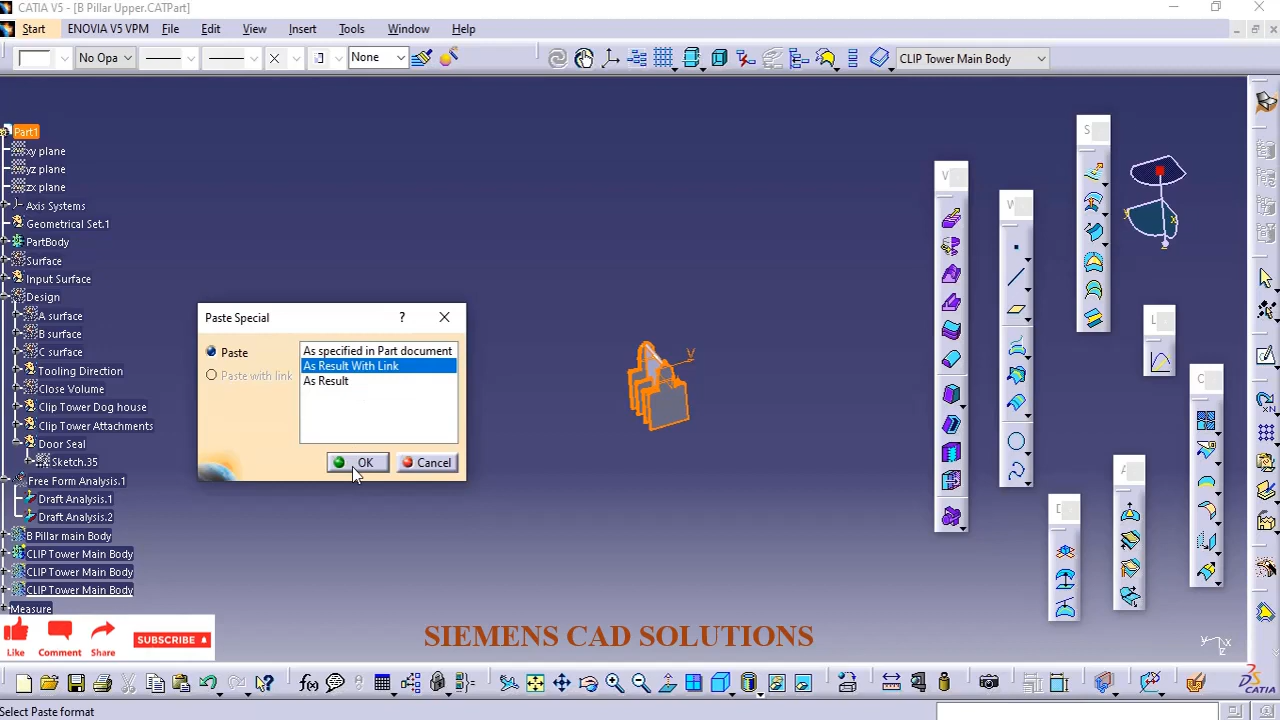 CATIA V5 - [B Pillar Upper.CATPart]
Start ENOVIA V5 VPM File Edit View Insert Tools Window Help
No Opa None CLIP Tower Main Body
Part1
xy plane
yz plane
zx plane
Axis Systems
Geometrical Set.1
PartBody
Surface
Input Surface
Design
A surface
B surface
C surface
Tooling Direction
Close Volume
Clip Tower Dog house
Clip Tower Attachments
Door Seal
Sketch.35
Free Form Analysis.1
Draft Analysis.1
Draft Analysis.2
B Pillar main Body
CLIP Tower Main Body
CLIP Tower Main Body
CLIP Tower Main Body
Measure
Paste Special
?
Paste
Paste with link
As specified in Part document
As Result With Link
As Result
OK Cancel
V
W
S
L
C
A
D
y
x
Like Comment Share SUBSCRIBE
SIEMENS CAD SOLUTIONS
y x
z
f(x)
CATIA
Select Paste format